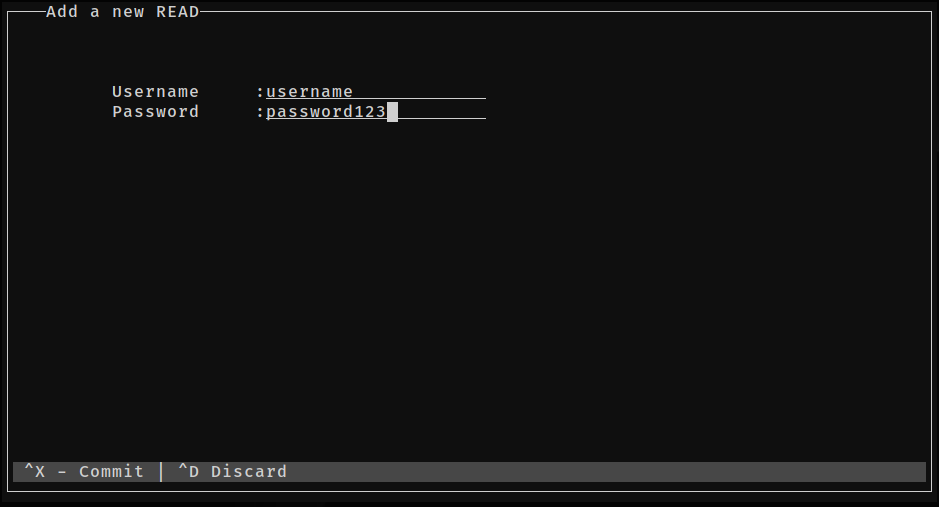 Add a new READ
Username :username
Password :password123
^X - Commit │ ^D Discard